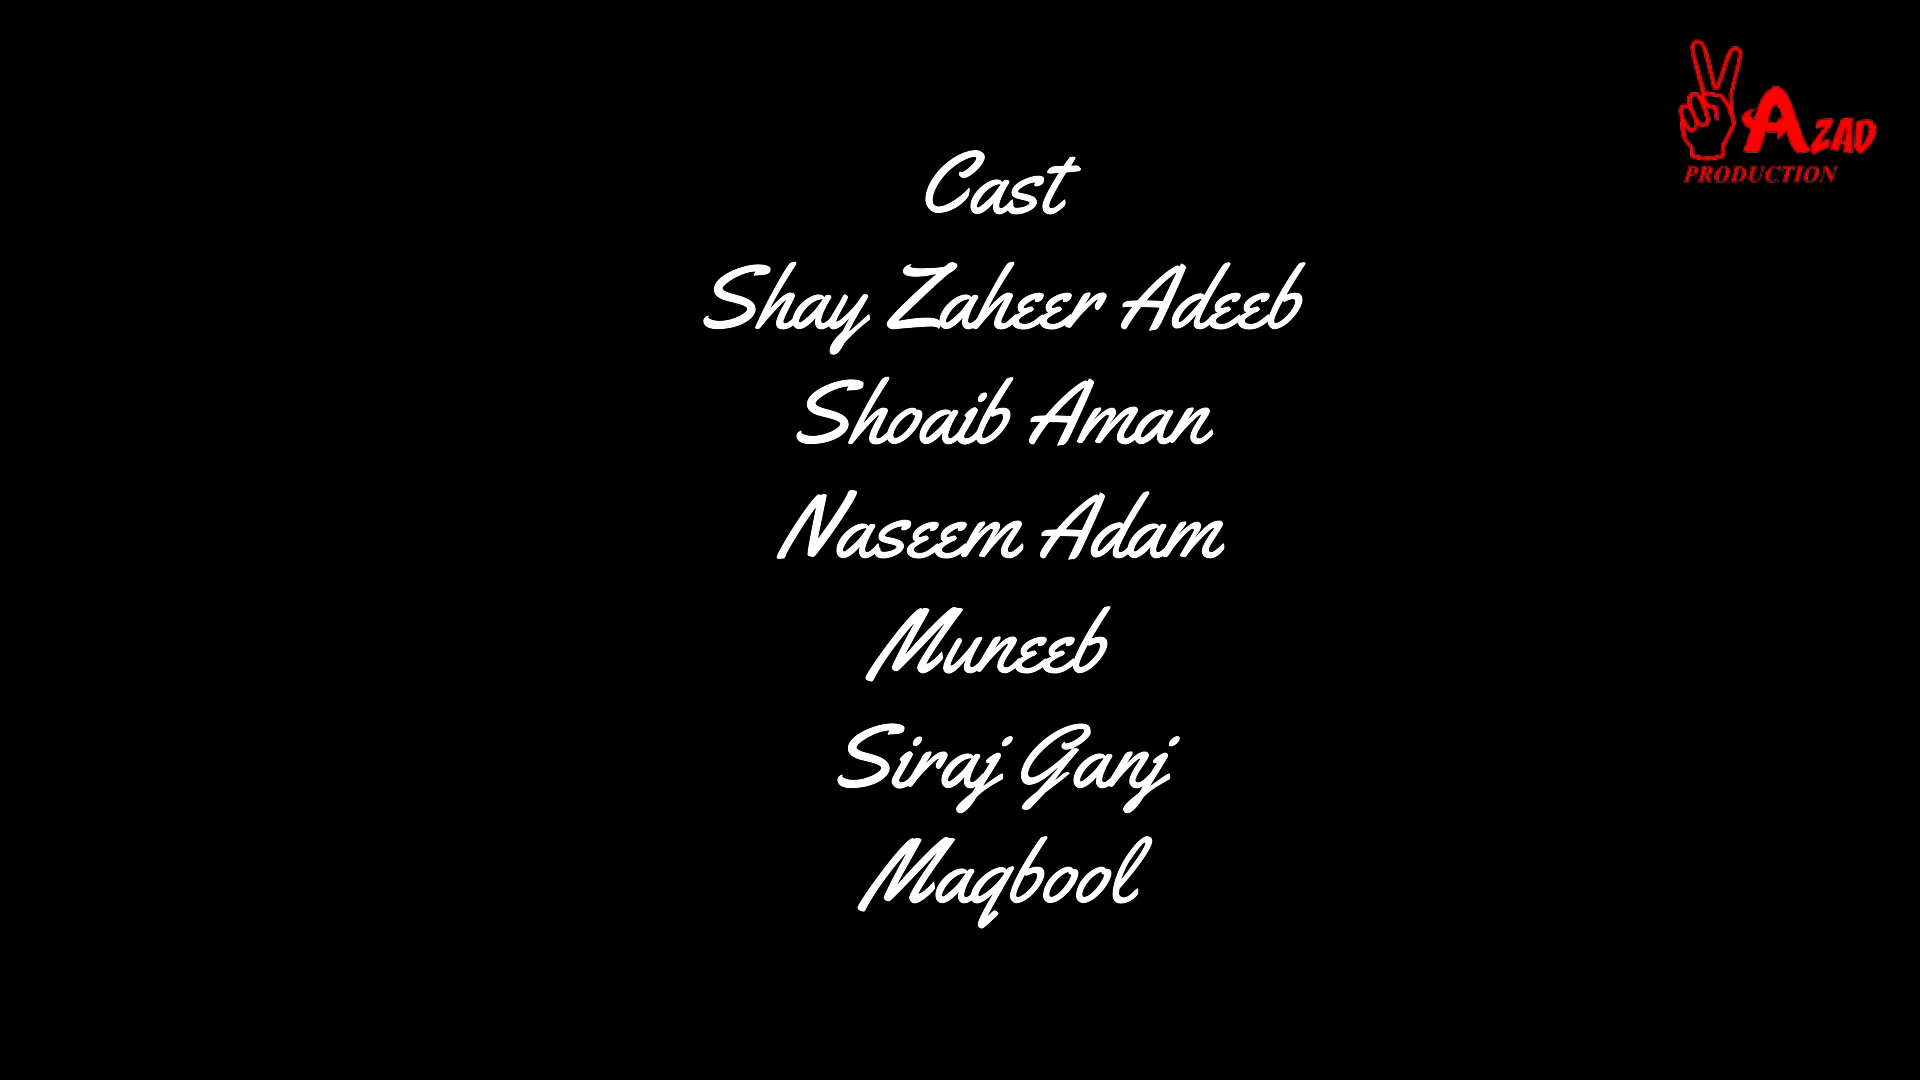 Cast
Shay Zaheer Adeeb
Shoaib Aman
Naseem Adam
Muneeb
Siraj Ganj
Maqbool
AZAD
PRODUCTION